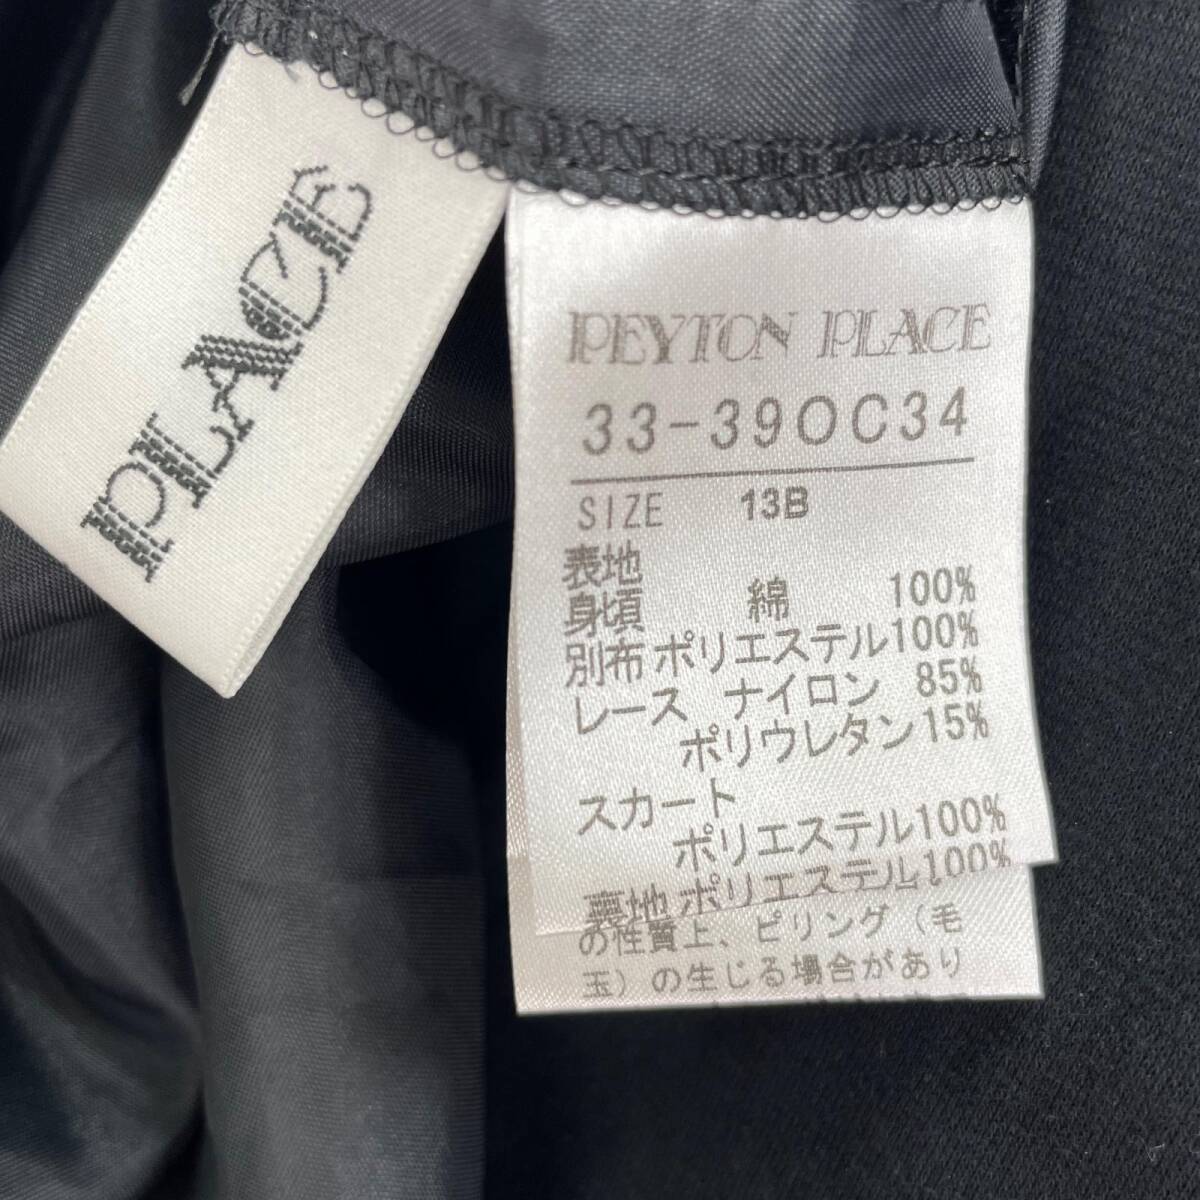 PLACE
PEYTON PLACE
33-39OC34
SIZE 13B
表地
身頃 綿 100%
別布 ポリエステル100%
レース ナイロン 85%
ポリウレタン15%
スカート
ポリエステル100%
裏地 ポリエステル100%
の性質上、ピリング（毛
玉）の生じる場合があり